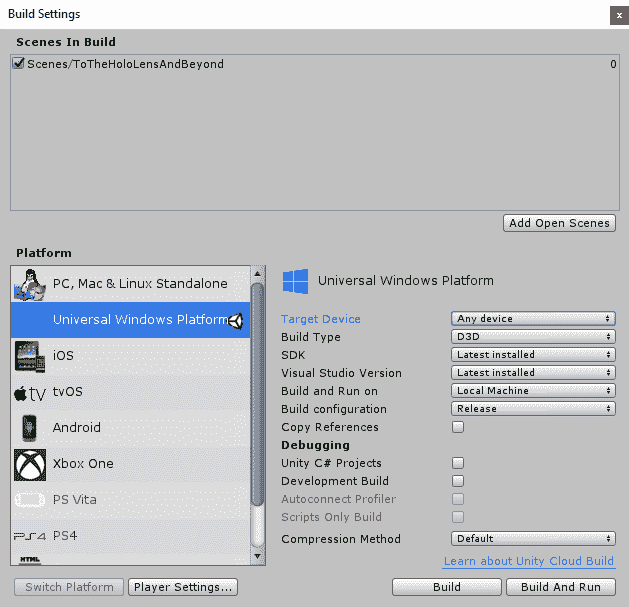 Build Settings
x
Scenes In Build
Scenes/ToTheHoloLensAndBeyond 0
Add Open Scenes
Platform
PC, Mac & Linux Standalone
Universal Windows Platform
iOS
tv tvOS
Android
Xbox One
PS Vita
PS4 PS4
HTML
Universal Windows Platform
Target Device Any device
Build Type D3D
SDK Latest installed
Visual Studio Version Latest installed
Build and Run on Local Machine
Build configuration Release
Copy References
Debugging
Unity C# Projects
Development Build
Autoconnect Profiler
Scripts Only Build
Compression Method Default
Learn about Unity Cloud Build
Switch Platform Player Settings... Build Build And Run